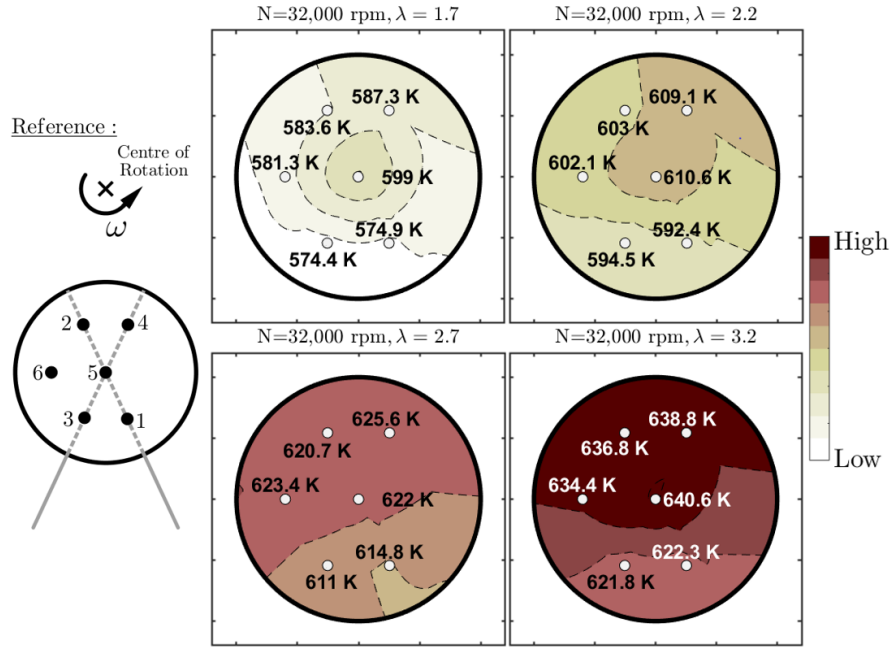 N=32,000 rpm, λ = 1.7
N=32,000 rpm, λ = 2.2
Reference :
Centre of
Rotation
ω
2
4
6
5
3
1
587.3 K
583.6 K
581.3 K
599 K
574.9 K
574.4 K
609.1 K
603 K
602.1 K
610.6 K
592.4 K
594.5 K
N=32,000 rpm, λ = 2.7
N=32,000 rpm, λ = 3.2
625.6 K
620.7 K
623.4 K
622 K
614.8 K
611 K
638.8 K
636.8 K
634.4 K
640.6 K
622.3 K
621.8 K
High
Low